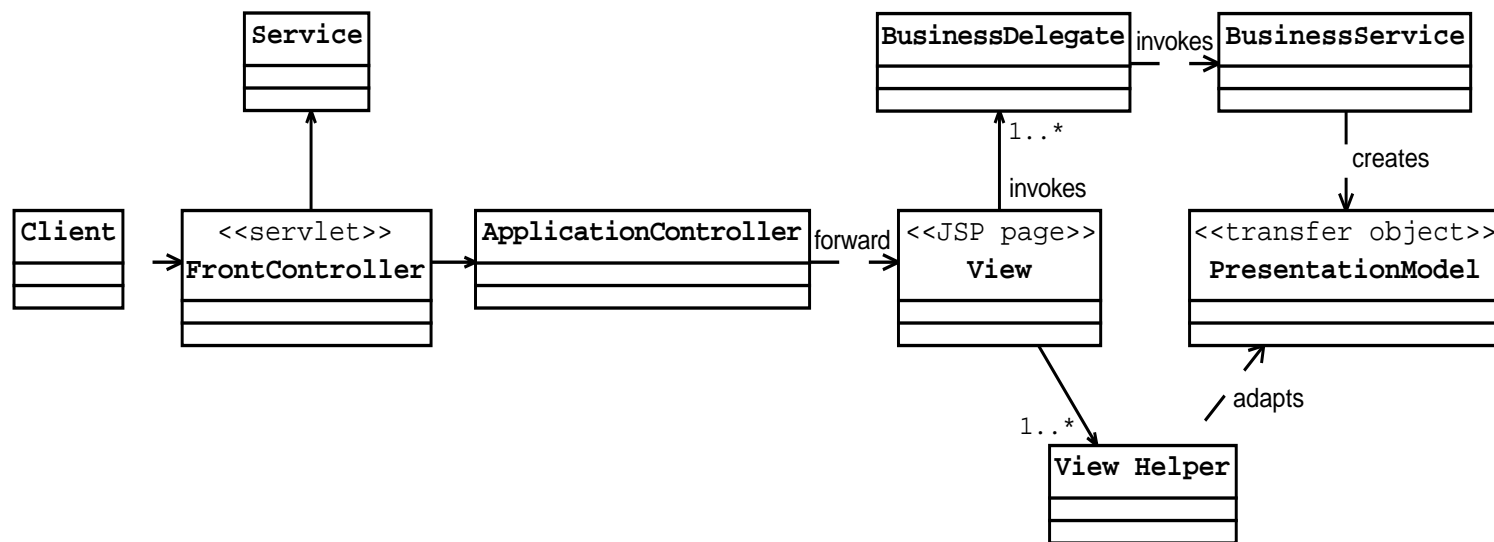 Service
BusinessDelegate
invokes
BusinessService
1..*
creates
invokes
Client
<<servlet>>
FrontController
ApplicationController
forward
<<JSP page>>
View
<<transfer object>>
PresentationModel
adapts
1..*
View Helper